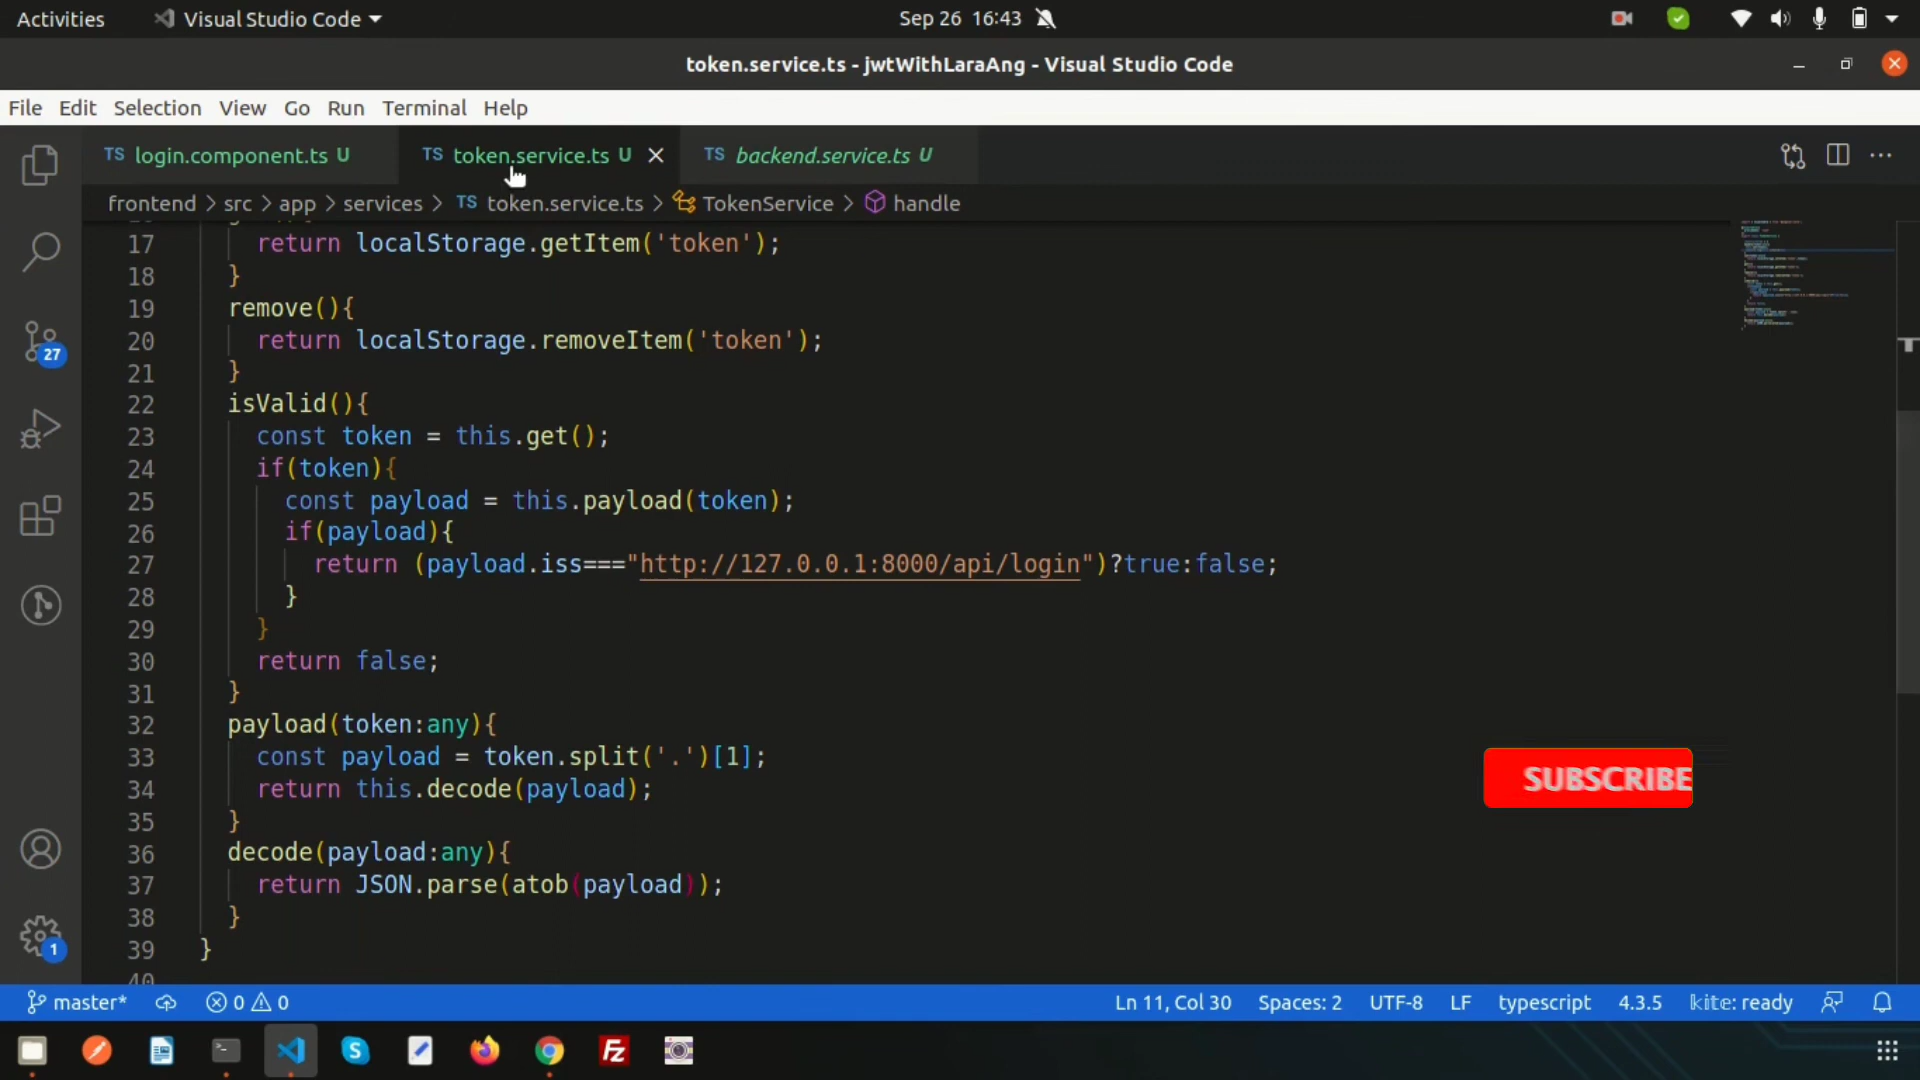 Activities Visual Studio Code Sep 26 16:43
token.service.ts - jwtWithLaraAng - Visual Studio Code
File Edit Selection View Go Run Terminal Help
TS login.component.ts U TS token.service.ts U TS backend.service.ts U
frontend > src > app > services > TS token.service.ts > TokenService > handle
17 return localStorage.getItem('token');
18 }
19 remove(){
20 return localStorage.removeItem('token');
21 }
22 isValid(){
23 const token = this.get();
24 if(token){
25 const payload = this.payload(token);
26 if(payload){
27 return (payload.iss==="http://127.0.0.1:8000/api/login")?true:false;
28 }
29 }
30 return false;
31 }
32 payload(token:any){
33 const payload = token.split('.')[1];
34 return this.decode(payload);
35 }
36 decode(payload:any){
37 return JSON.parse(atob(payload));
38 }
39 }
40
27
1
SUBSCRIBE
master* 0 0 Ln 11, Col 30 Spaces: 2 UTF-8 LF typescript 4.3.5 kite: ready